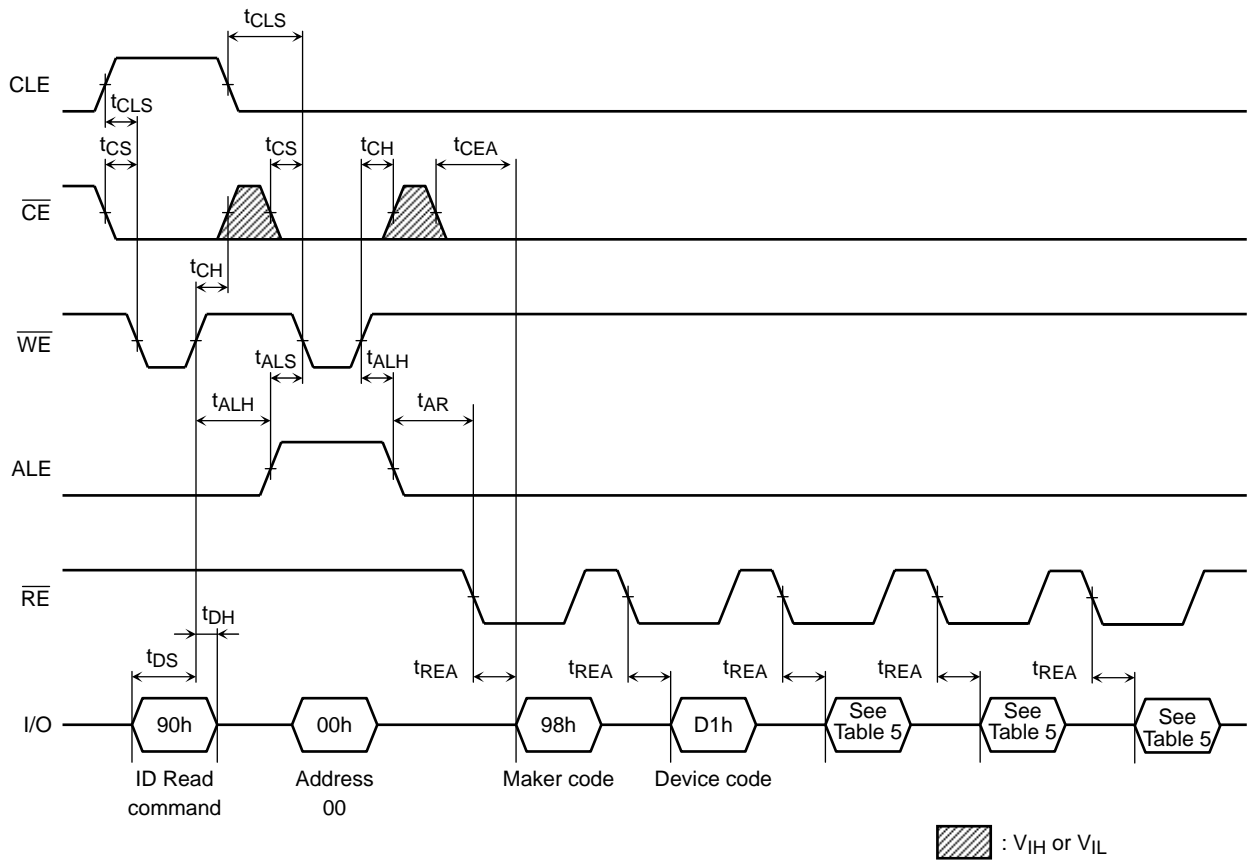 tCLS
CLE
tCLS
tCS
tCS
tCH
tCEA
CE
tCH
WE
tALS
tALH
tALH
tAR
ALE
RE
tDH
tDS
tREA
tREA
tREA
tREA
tREA
I/O
90h
00h
98h
D1h
See
Table 5
See
Table 5
See
Table 5
ID Read
command
Address
00
Maker code
Device code
: VIH or VIL